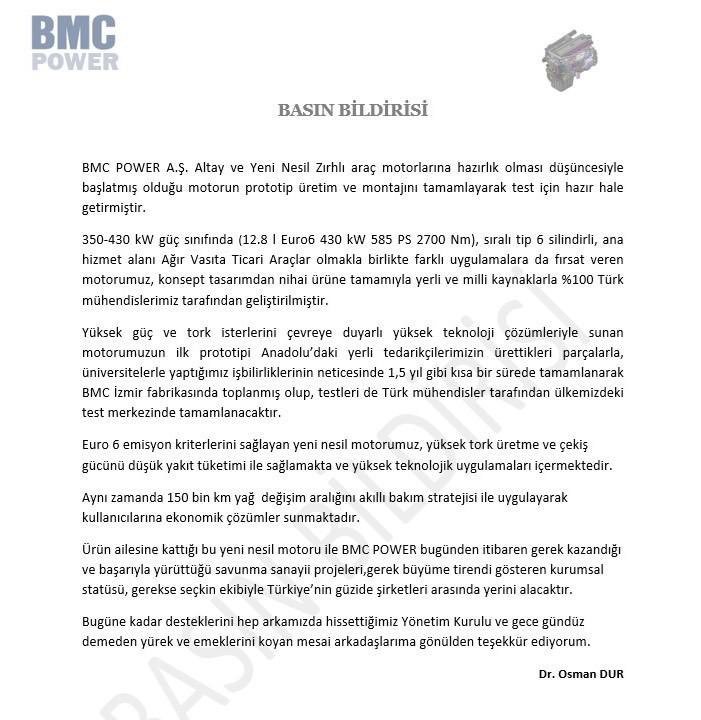 BMC
POWER
BASIN BİLDİRİSİ
BMC POWER A.Ş. Altay ve Yeni Nesil Zırhlı araç motorlarına hazırlık olması düşüncesiyle
başlatmış olduğu motorun prototip üretim ve montajını tamamlayarak test için hazır hale
getirmiştir.
350-430 kW güç sınıfında (12.8 l Euro6 430 kW 585 PS 2700 Nm), sıralı tip 6 silindirli, ana
hizmet alanı Ağır Vasıta Ticari Araçlar olmakla birlikte farklı uygulamalara da fırsat veren
motorumuz, konsept tasarımdan nihai ürüne tamamıyla yerli ve milli kaynaklarla %100 Türk
mühendislerimiz tarafından geliştirilmiştir.
Yüksek güç ve tork isterlerini çevreye duyarlı yüksek teknoloji çözümleriyle sunan
motorumuzun ilk prototipi Anadolu’daki yerli tedarikçilerimizin ürettikleri parçalarla,
üniversitelerle yaptığımız işbirliklerinin neticesinde 1,5 yıl gibi kısa bir sürede tamamlanarak
BMC İzmir fabrikasında toplanmış olup, testleri de Türk mühendisler tarafından ülkemizdeki
test merkezinde tamamlanacaktır.
Euro 6 emisyon kriterlerini sağlayan yeni nesil motorumuz, yüksek tork üretme ve çekiş
gücünü düşük yakıt tüketimi ile sağlamakta ve yüksek teknolojik uygulamaları içermektedir.
Aynı zamanda 150 bin km yağ  değişim aralığını akıllı bakım stratejisi ile uygulayarak
kullanıcılarına ekonomik çözümler sunmaktadır.
Ürün ailesine kattığı bu yeni nesil motoru ile BMC POWER bugünden itibaren gerek kazandığı
ve başarıyla yürüttüğü savunma sanayii projeleri,gerek büyüme tirendi gösteren kurumsal
statüsü, gerekse seçkin ekibiyle Türkiye’nin güzide şirketleri arasında yerini alacaktır.
Bugüne kadar desteklerini hep arkamızda hissettiğimiz Yönetim Kurulu ve gece gündüz
demeden yürek ve emeklerini koyan mesai arkadaşlarıma gönülden teşekkür ediyorum.
Dr. Osman DUR
BASIN BİLDİRİSİ